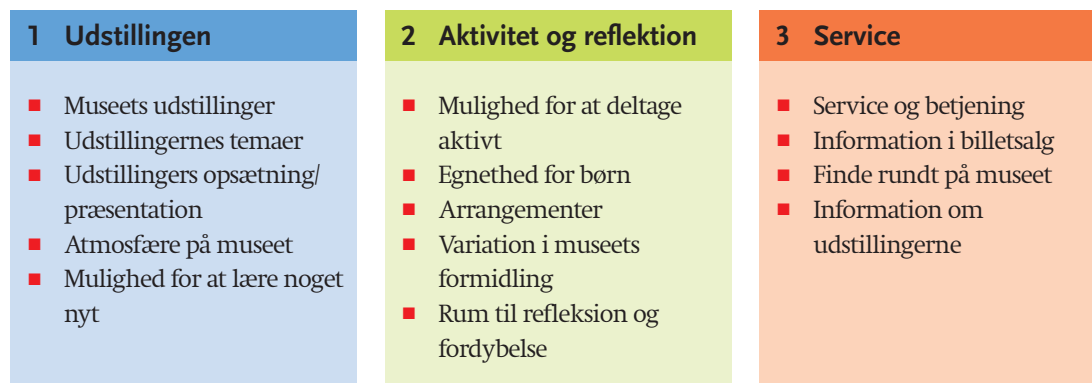 1 Udstillingen
■ Museets udstillinger
■ Udstillingernes temaer
■ Udstillingers opsætning/
præsentation
■ Atmosfære på museet
■ Mulighed for at lære noget
nyt
2 Aktivitet og reflektion
■ Mulighed for at deltage
aktivt
■ Egnethed for børn
■ Arrangementer
■ Variation i museets
formidling
■ Rum til refleksion og
fordybelse
3 Service
■ Service og betjening
■ Information i billetsalg
■ Finde rundt på museet
■ Information om
udstillingerne